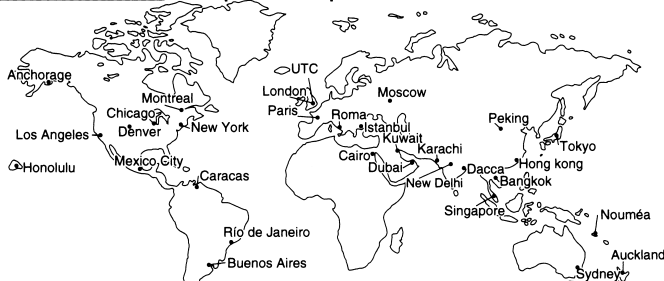 UTC
Anchorage
London
Moscow
Montreal
Chicago
Paris
Roma
Peking
Los Angeles
Denver
New York
Istanbul
Kuwait
Tokyo
Honolulu
Mexico City
Cairo
Karachi
Hong kong
Dubai
Dacca
Caracas
New Delhi
Bangkok
Singapore
Nouméa
Río de Janeiro
Auckland
Buenos Aires
Sydney